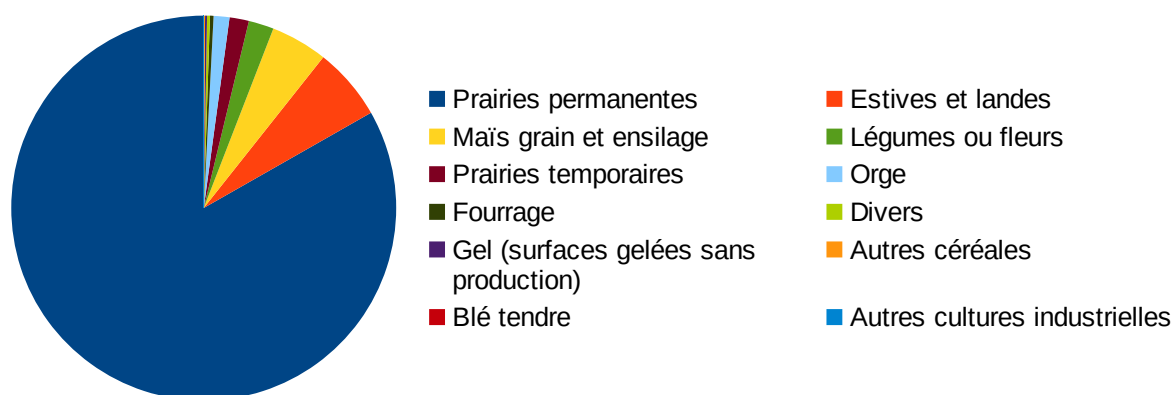 Prairies permanentes
Estives et landes
Maïs grain et ensilage
Légumes ou fleurs
Prairies temporaires
Orge
Fourrage
Divers
Gel (surfaces gelées sans
production)
Autres céréales
Blé tendre
Autres cultures industrielles